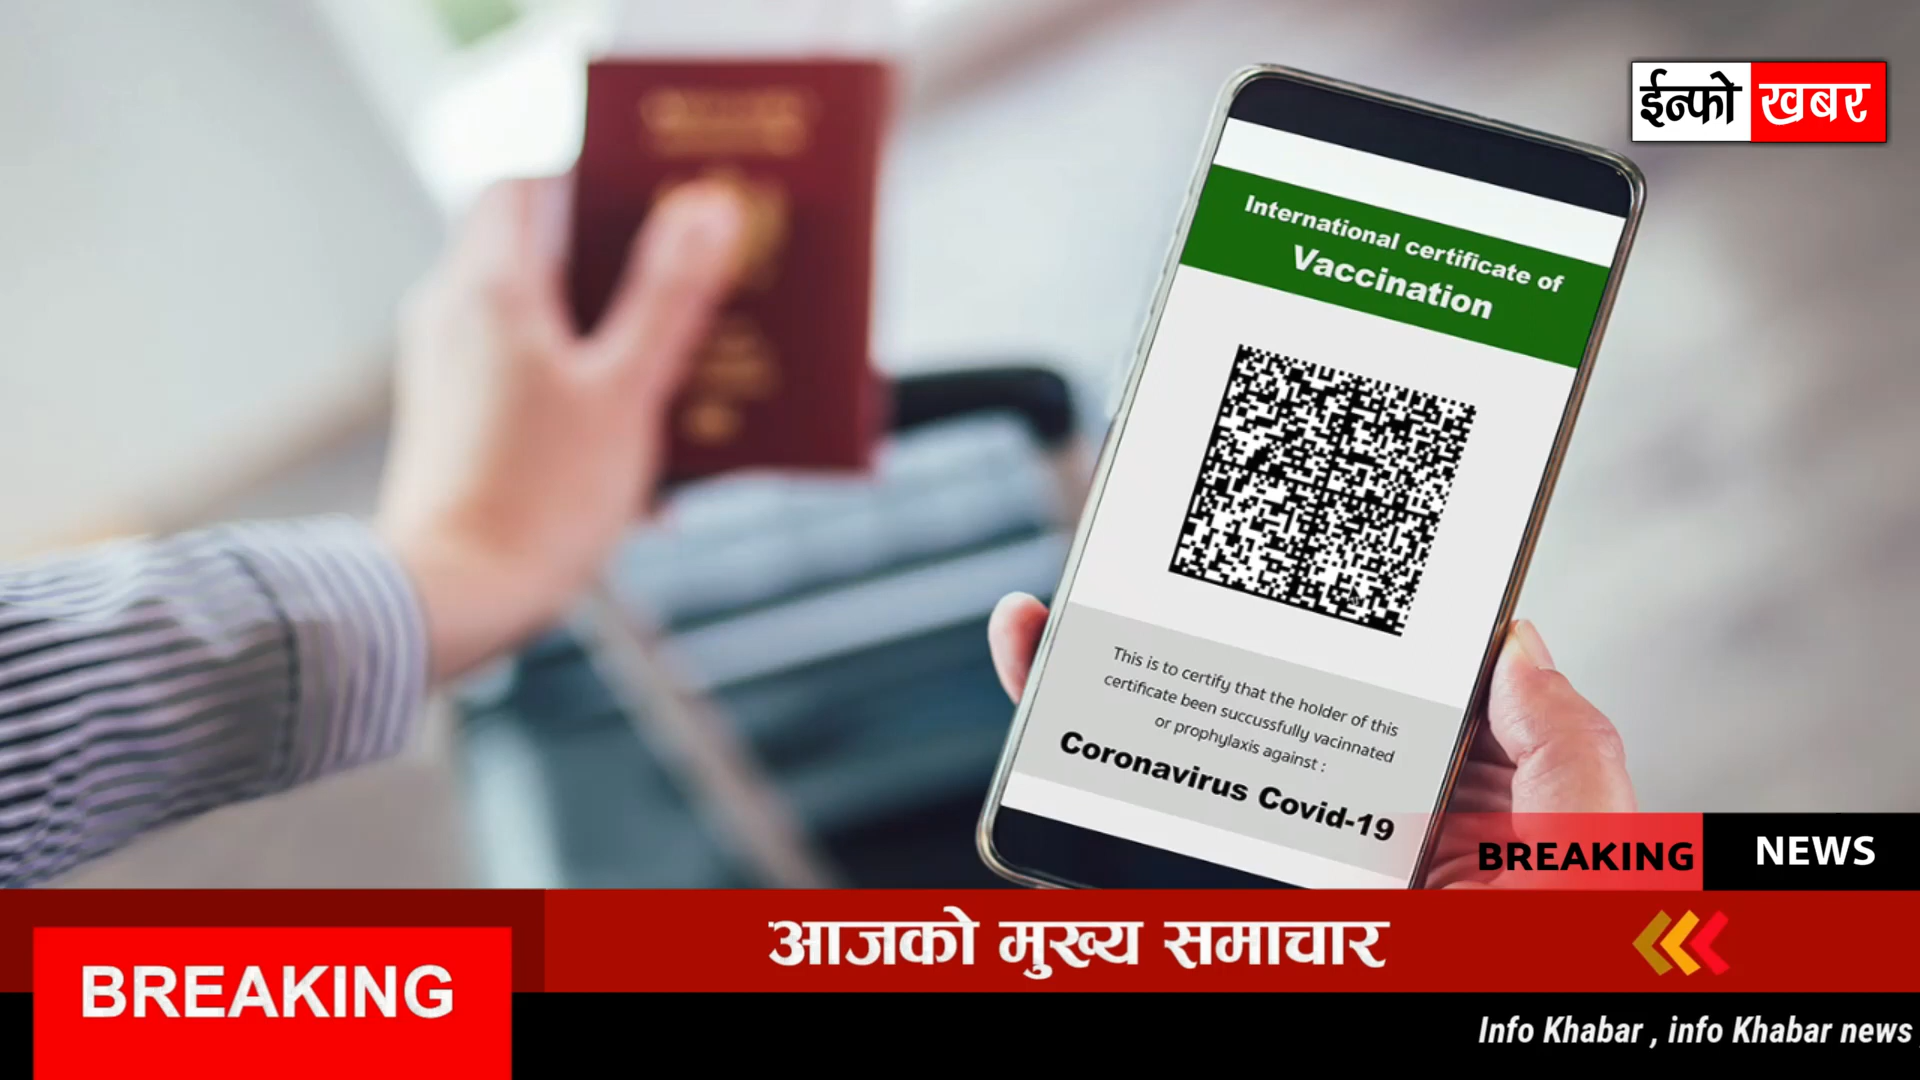 ईन्फो खबर
International certificate of
Vaccination
This is to certify that the holder of this
certificate been succussfully vacinnated
or prophylaxis against :
Coronavirus Covid-19
BREAKING NEWS
आजको मुख्य समाचार
BREAKING
Info Khabar , info Khabar news